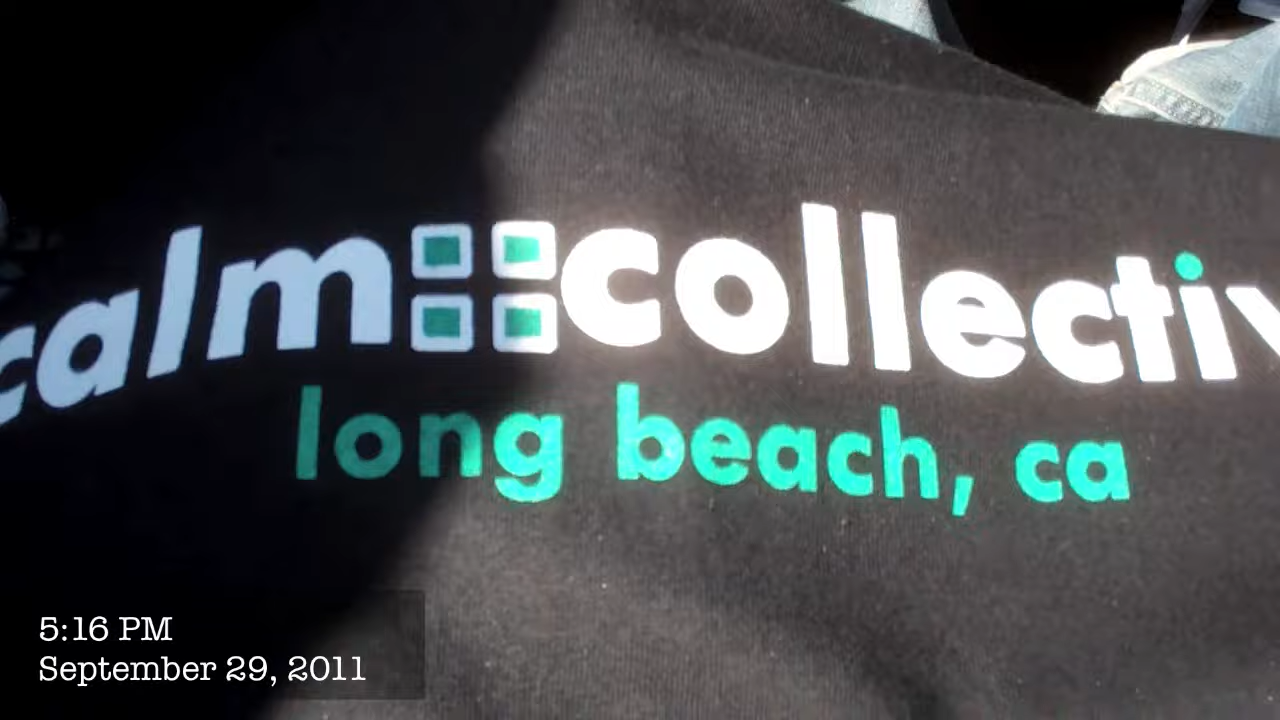 calm collectiv
long beach, ca
5:16 PM
September 29, 2011